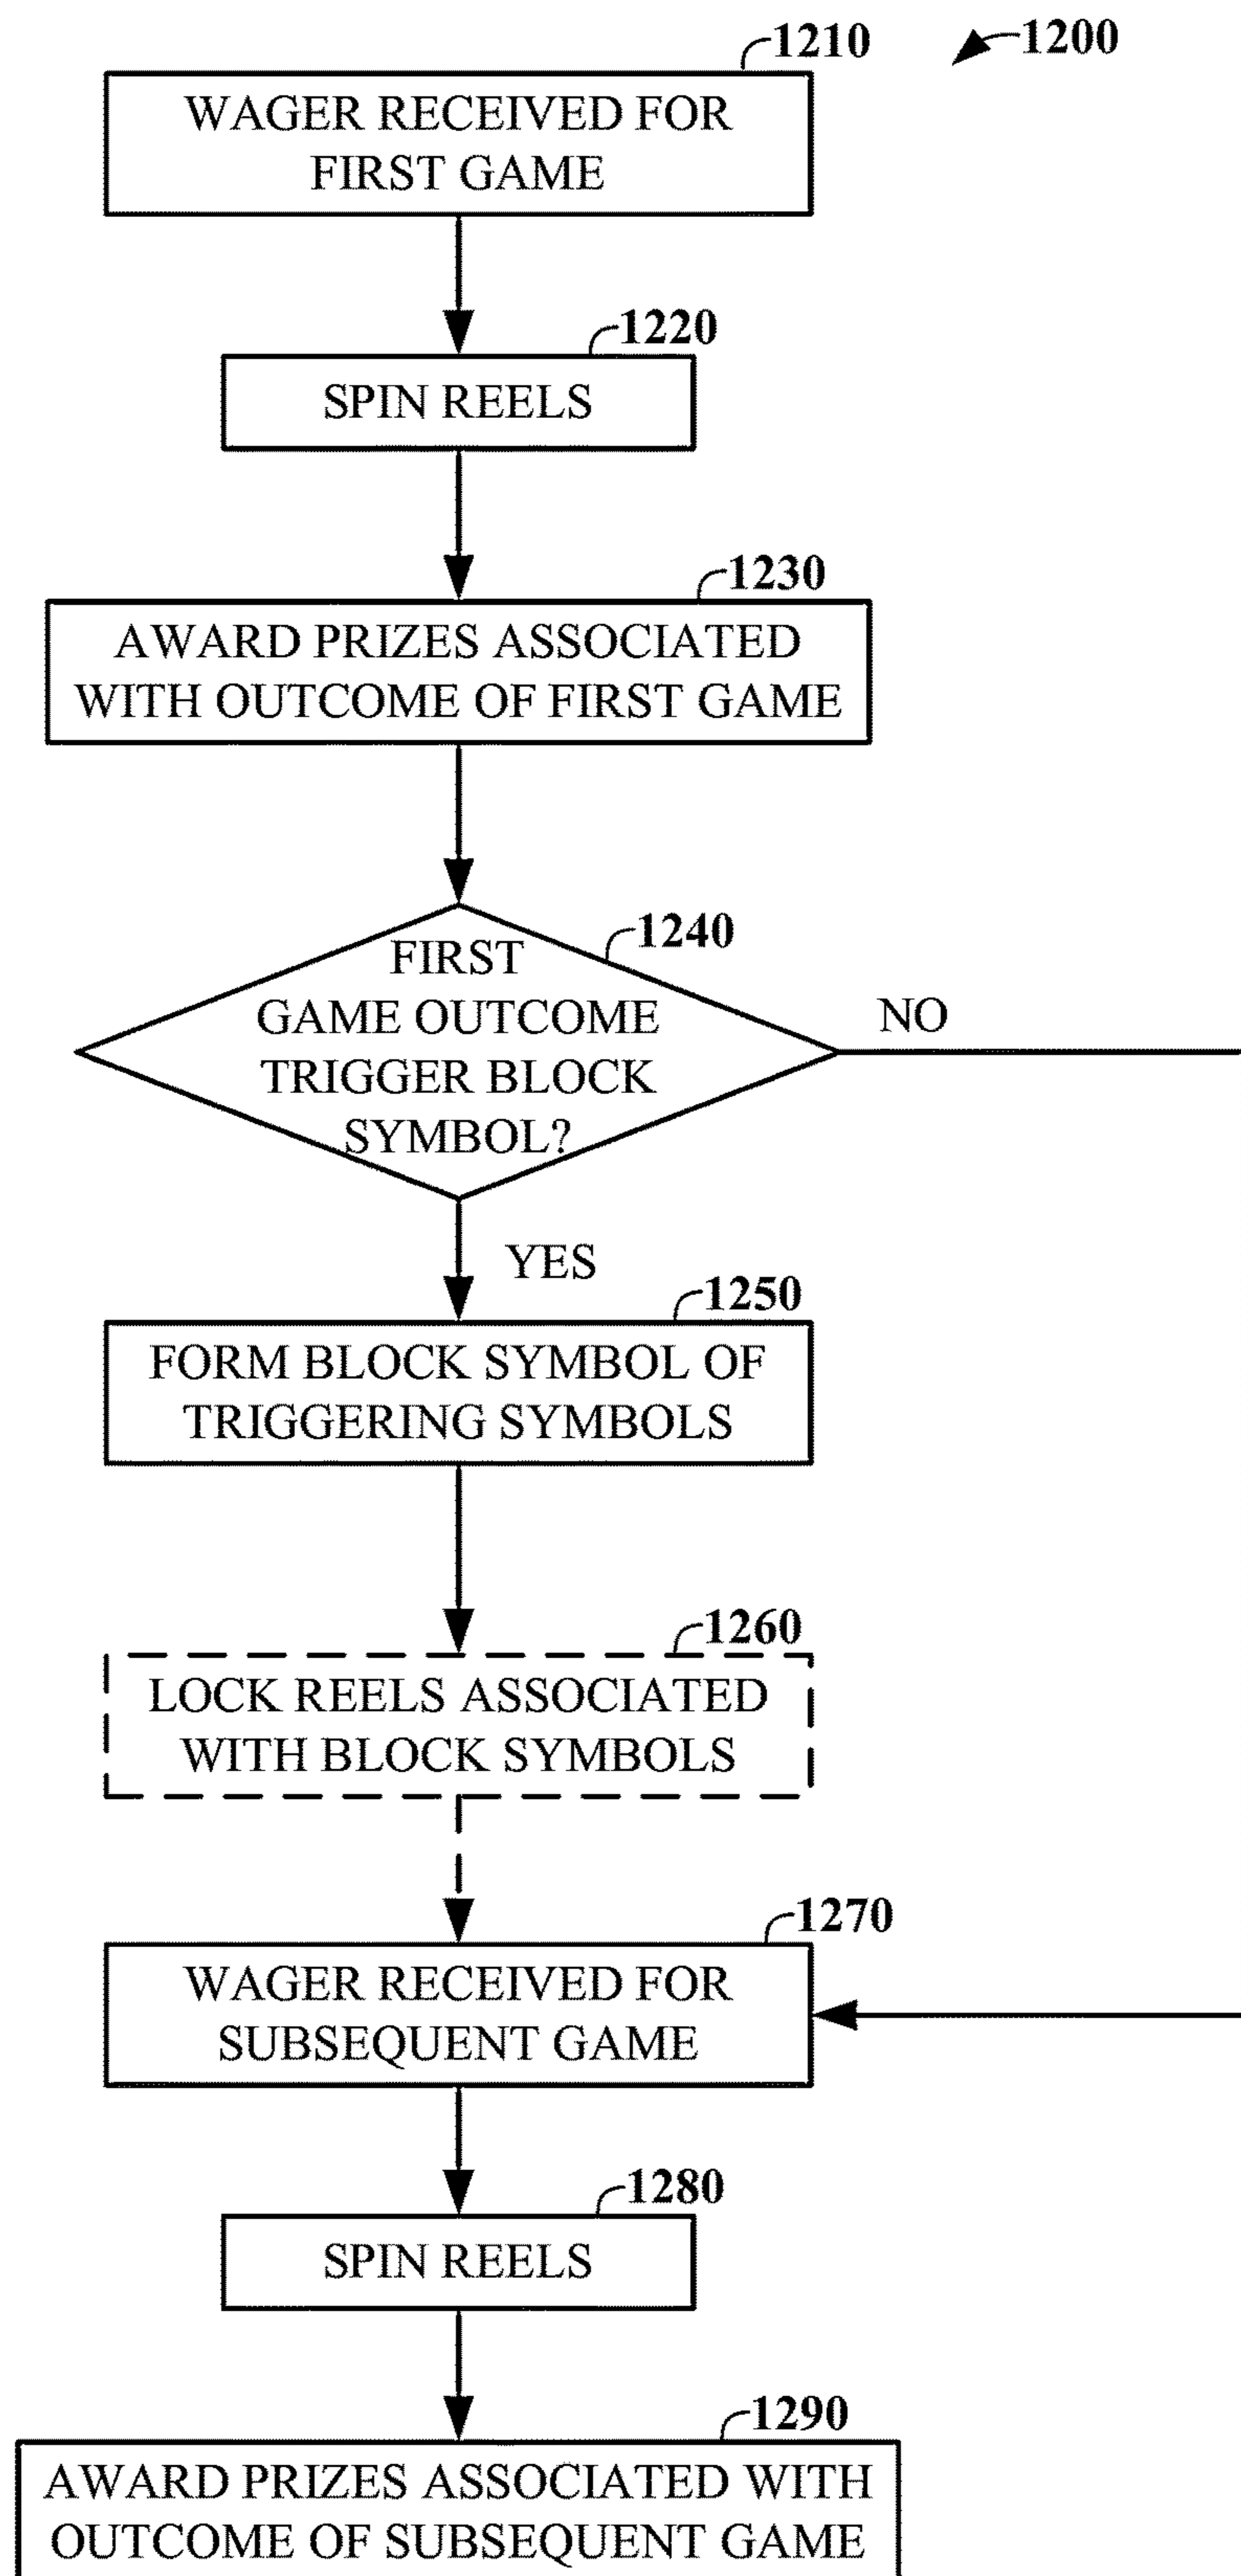 1200
1210
WAGER RECEIVED FOR
FIRST GAME
1220
SPIN REELS
1230
AWARD PRIZES ASSOCIATED
WITH OUTCOME OF FIRST GAME
1240
FIRST
GAME OUTCOME
TRIGGER BLOCK
SYMBOL?
NO
YES
1250
FORM BLOCK SYMBOL OF
TRIGGERING SYMBOLS
1260
LOCK REELS ASSOCIATED
WITH BLOCK SYMBOLS
1270
WAGER RECEIVED FOR
SUBSEQUENT GAME
1280
SPIN REELS
1290
AWARD PRIZES ASSOCIATED WITH
OUTCOME OF SUBSEQUENT GAME